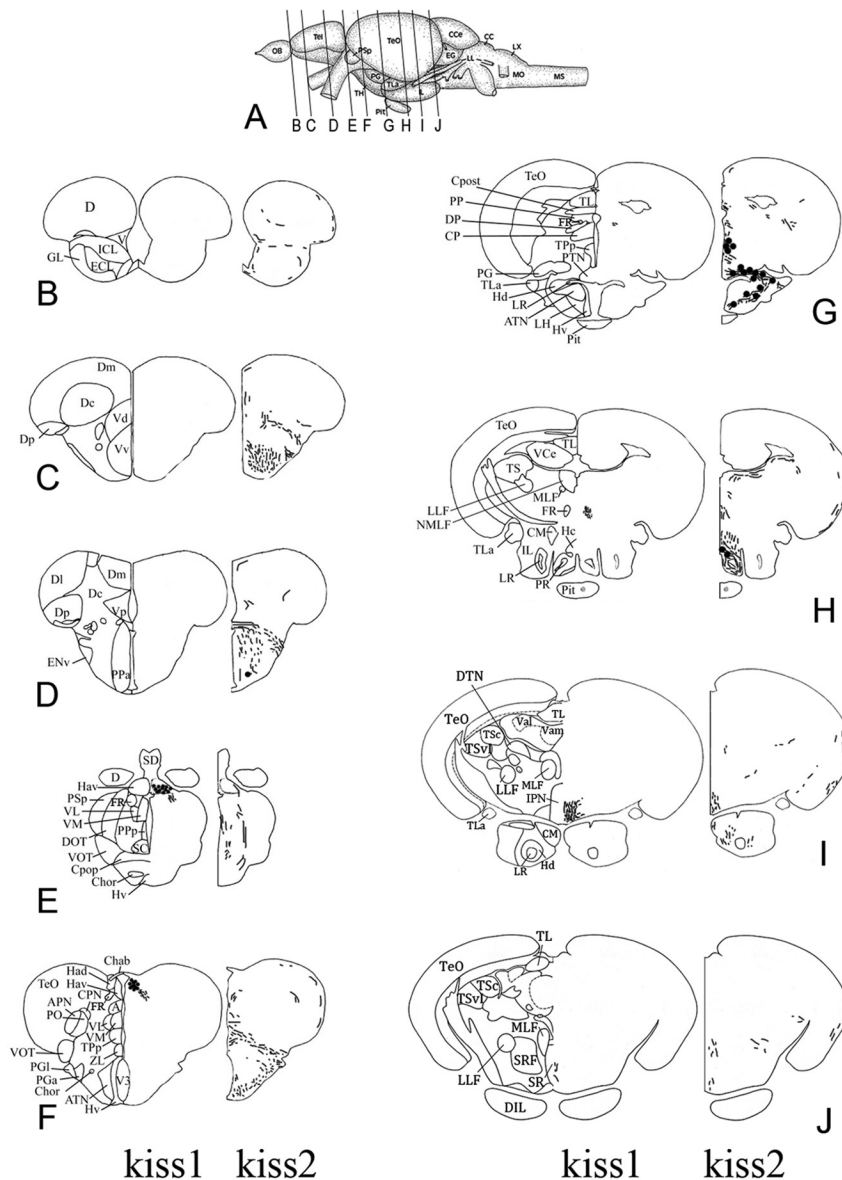 OB
Tel
PSp
TeO
CCe
CC
LX
EG
LL
PG
TLa
TH
IL
MO
MS
Pit
A
B C D E F G H I J
D
V
ICL
GL
ECL
B
Dm
Dc
Vd
Dp
Vv
C
Dl
Dm
Dc
Dp
Vp
ENv
PPa
D
SD
D
Hav
PSp
FR
VL
VM
PPp
DOT
SC
VOT
Cpop
Chor
Hv
E
Chab
Had
TeO
Hav
CPN
APN
FR
A
PO
VL
VM
VOT
TPp
ZL
PGl
PGa
V3
Chor
ATN
Hv
F
TeO
Cpost
TL
PP
FR
DP
CP
TPp
PTN
PG
TLa
Hd
LR
ATN
LH
Hv
Pit
G
TeO
TL
VCe
TS
LLF
MLF
NMLF
FR
CM
Hc
TLa
IL
LR
PR
Pit
H
DTN
TeO
TL
Val
TSc
Vam
TSvl
MLF
LLF
IPN
TLa
CM
Hd
LR
I
TL
TeO
TSc
TSvl
MLF
SRF
LLF
SR
DIL
J
kiss1 kiss2
kiss1 kiss2